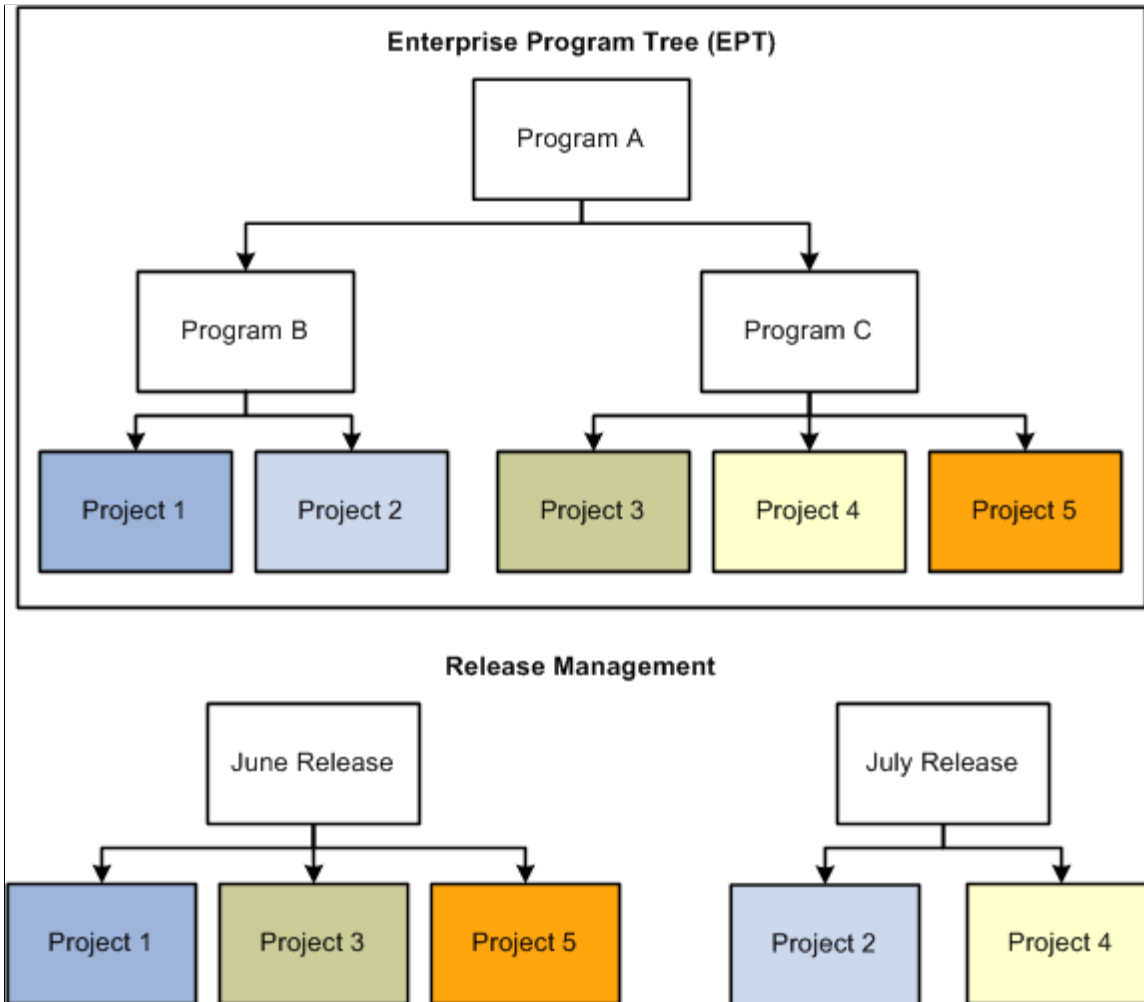 Enterprise Program Tree (EPT)
Program A
Program B
Program C
Project 1
Project 2
Project 3
Project 4
Project 5
Release Management
June Release
July Release
Project 1
Project 3
Project 5
Project 2
Project 4